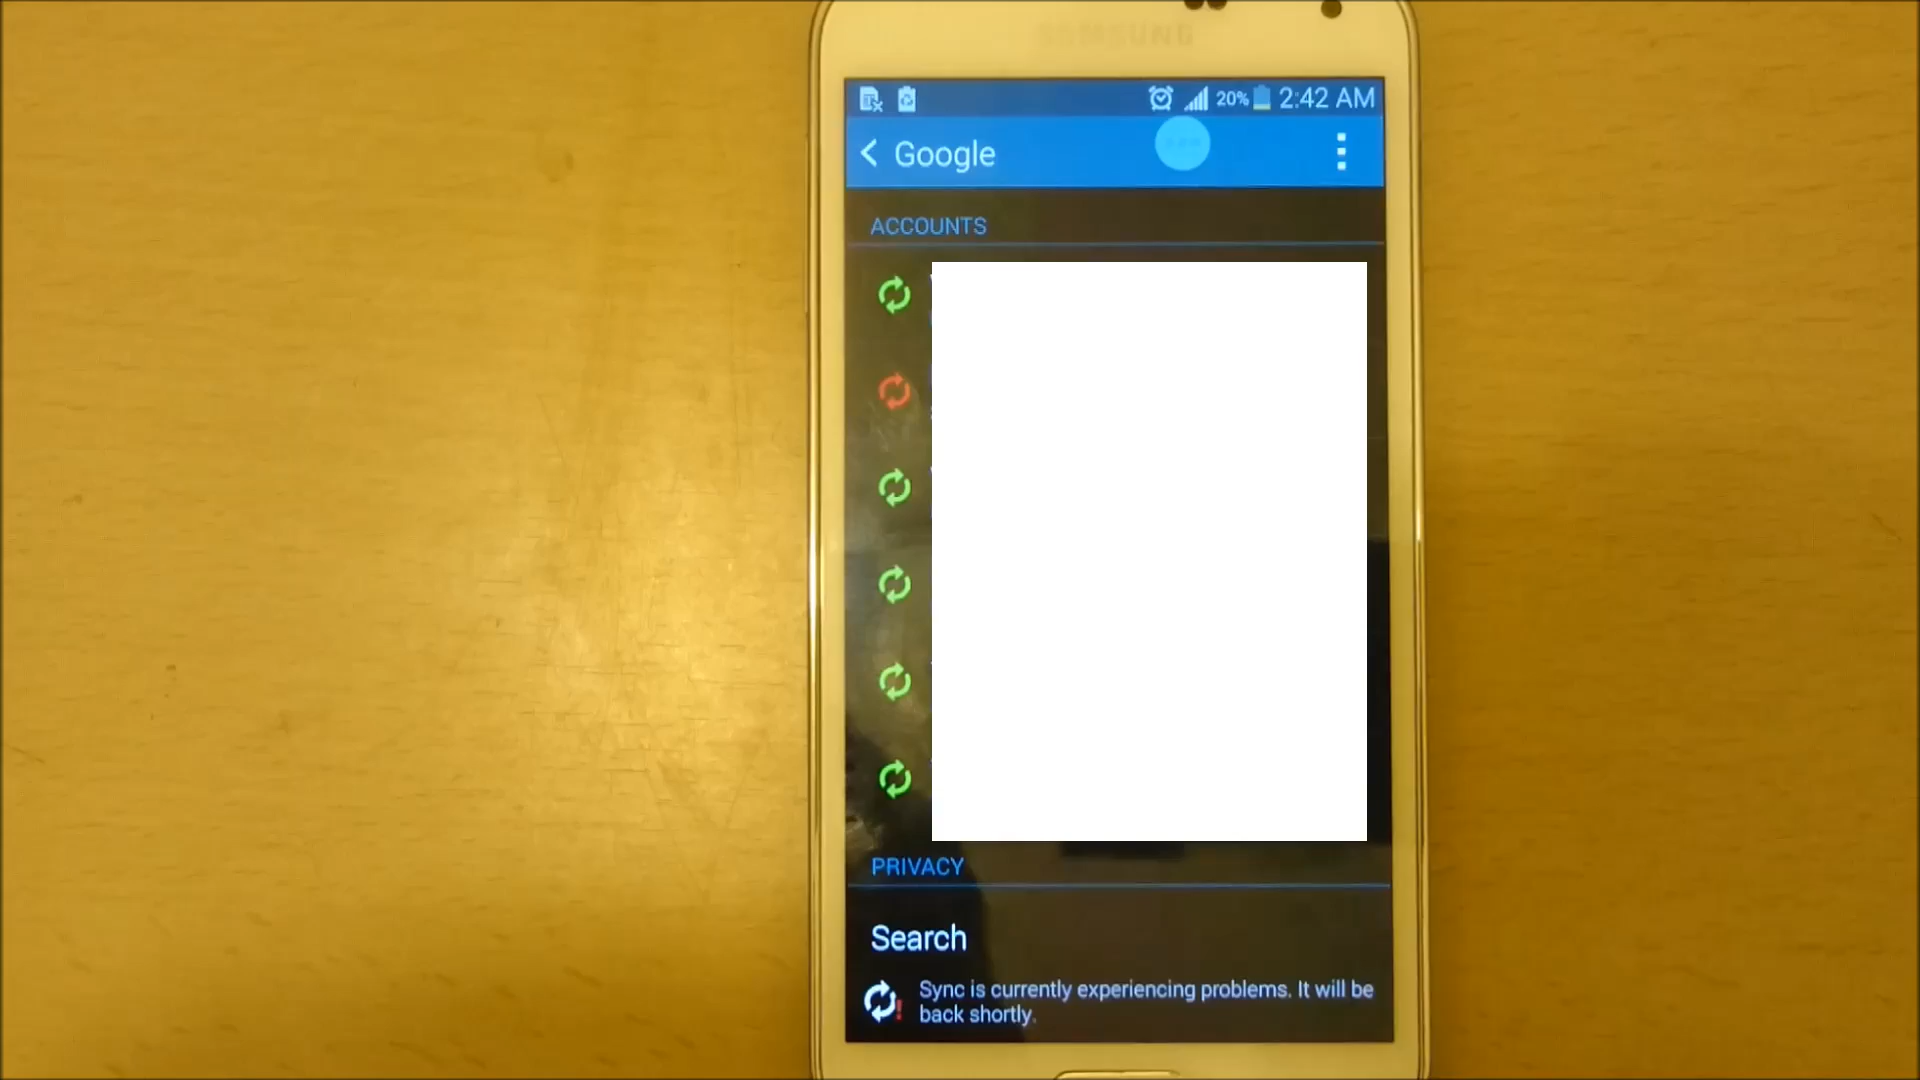 SAMSUNG
20% 2:42 AM
Google
ACCOUNTS
PRIVACY
Search
Sync is currently experiencing problems. It will be
back shortly.